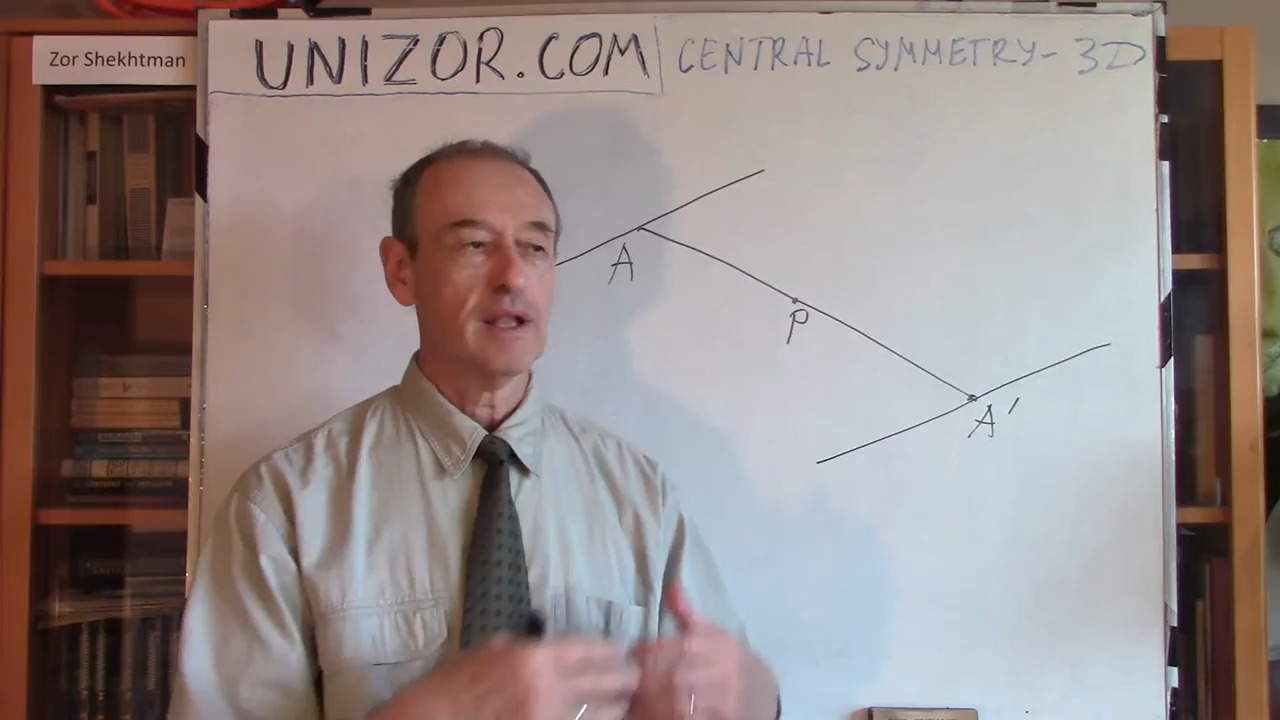 Zor Shekhtman
UNIZOR.COM
CENTRAL SYMMETRY- 3D
A
P
A'